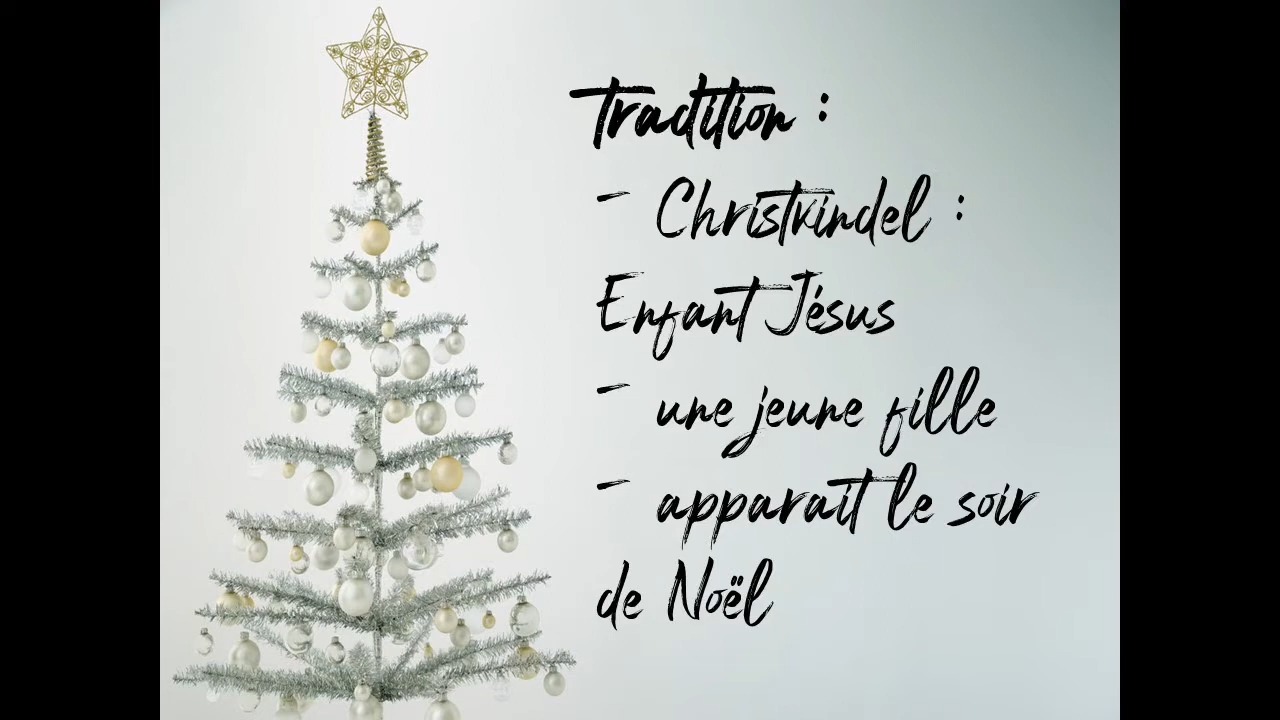 Tradition :
- Christkindel :
Enfant Jésus
- une jeune fille
- apparait le soir
de Noël